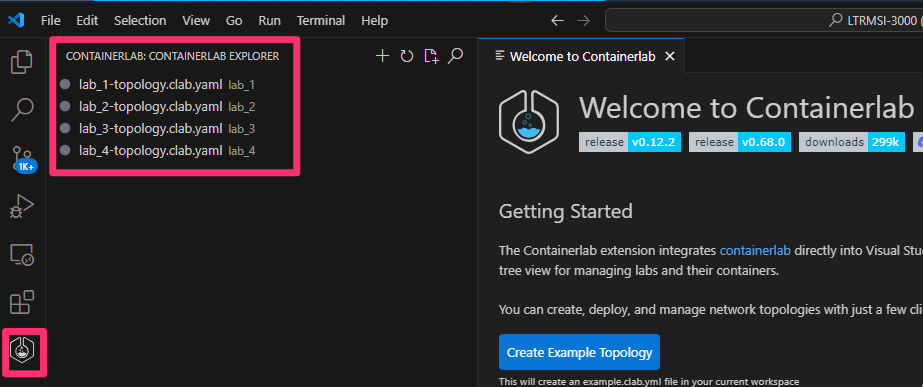 File Edit Selection View Go Run Terminal Help
LTRMSI-3000
CONTAINERLAB: CONTAINERLAB EXPLORER
lab_1-topology.clab.yaml lab_1
lab_2-topology.clab.yaml lab_2
lab_3-topology.clab.yaml lab_3
lab_4-topology.clab.yaml lab_4
1K+
Welcome to Containerlab
Welcome to Containerlab
release v0.12.2 release v0.68.0 downloads 299k
Getting Started
The Containerlab extension integrates containerlab directly into Visual Stu
tree view for managing labs and their containers.
You can create, deploy, and manage network topologies with just a few cli
Create Example Topology
This will create an example.clab.yml file in your current workspace